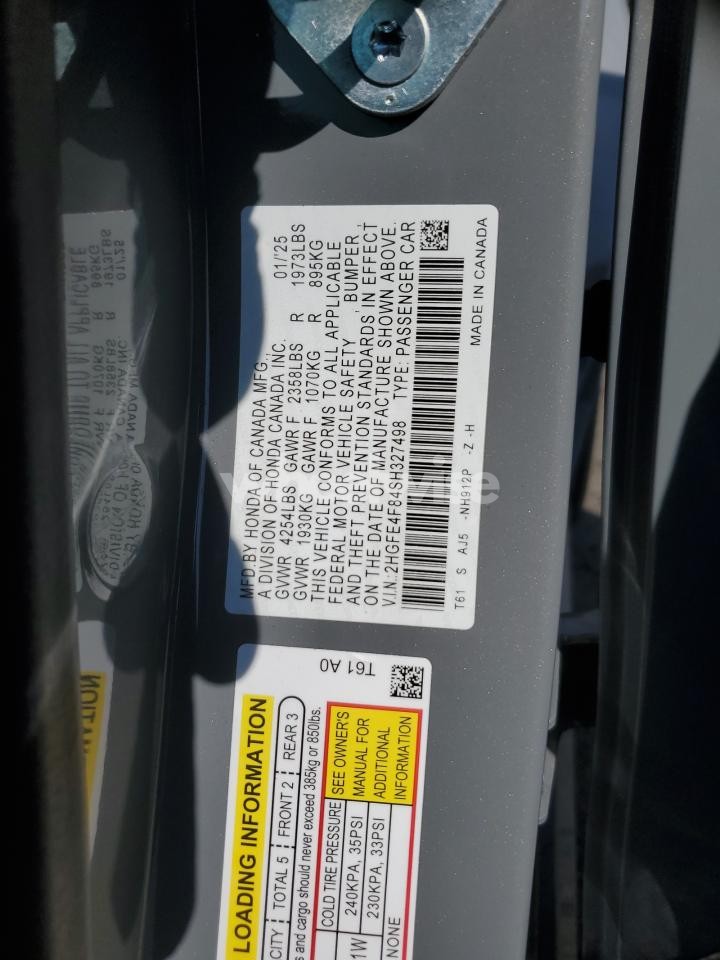 MFD.BY HONDA OF CANADA MFG.,
A DIVISION OF HONDA CANADA INC. 01/'25
GVWR 4254LBS GAWR F 2358LBS R 1973LBS
GVWR 1930KG GAWR F 1070KG R 895KG
THIS VEHICLE CONFORMS TO ALL APPLICABLE
FEDERAL MOTOR VEHICLE SAFETY , BUMPER,
AND THEFT PREVENTION STANDARDS IN EFFECT
ON THE DATE OF MANUFACTURE SHOWN ABOVE.
V.I.N.:2HGFE4F84SH327498 TYPE: PASSENGER CAR
T61 S AJ5 -NH912P -Z -H
MADE IN CANADA
T61 A0
LOADING INFORMATION
CITY TOTAL 5 FRONT 2 REAR 3
s and cargo should never exceed 385kg or 850lbs.
COLD TIRE PRESSURE
1W 240KPA, 35PSI
230KPA, 33PSI
NONE
SEE OWNER'S
MANUAL FOR
ADDITIONAL
INFORMATION